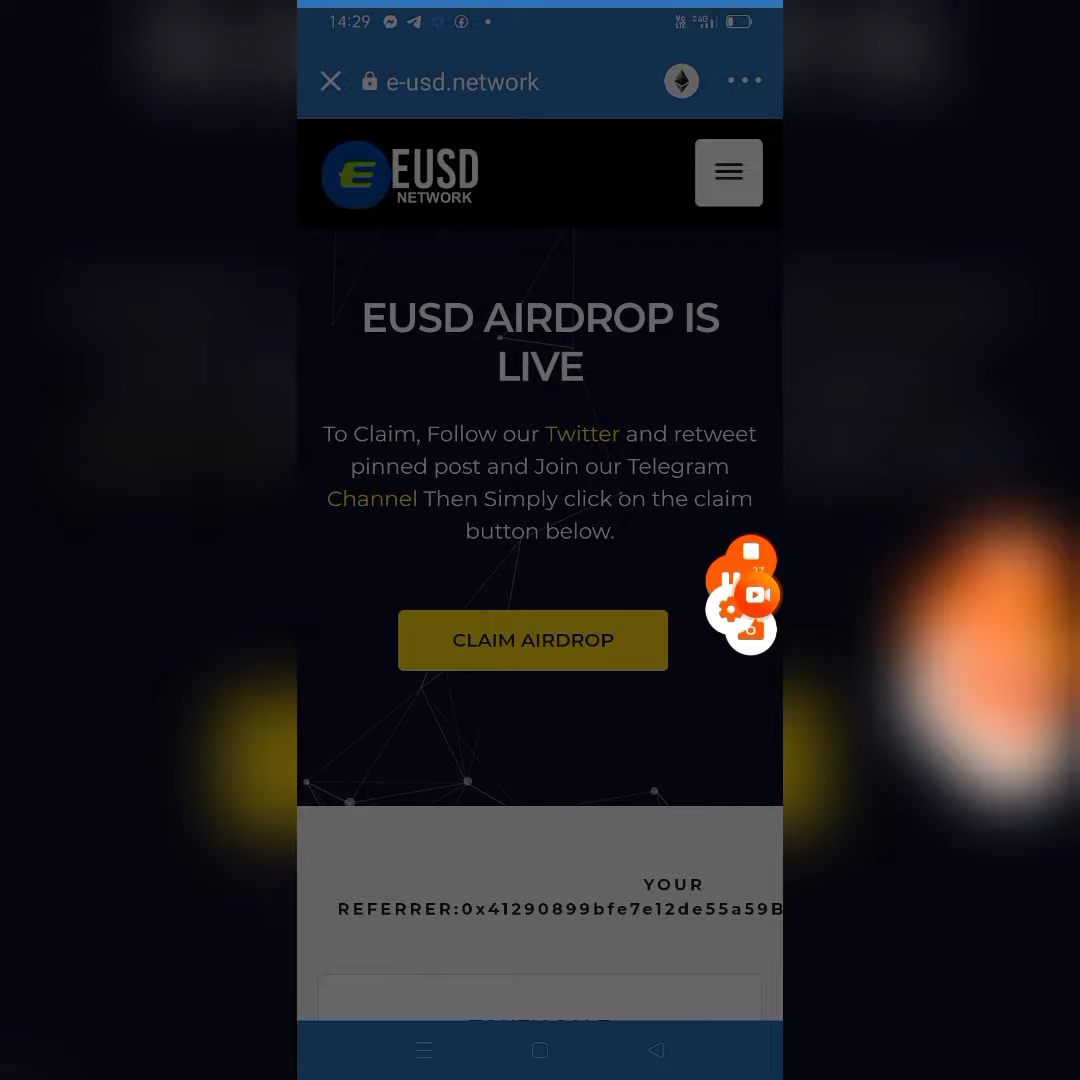 14:29
e-usd.network
EUSD
NETWORK
EUSD AIRDROP IS
LIVE
To Claim, Follow our Twitter and retweet
pinned post and Join our Telegram
Channel Then Simply click on the claim
button below.
CLAIM AIRDROP
YOUR
REFERRER:0x41290899bfe7e12de55a59B